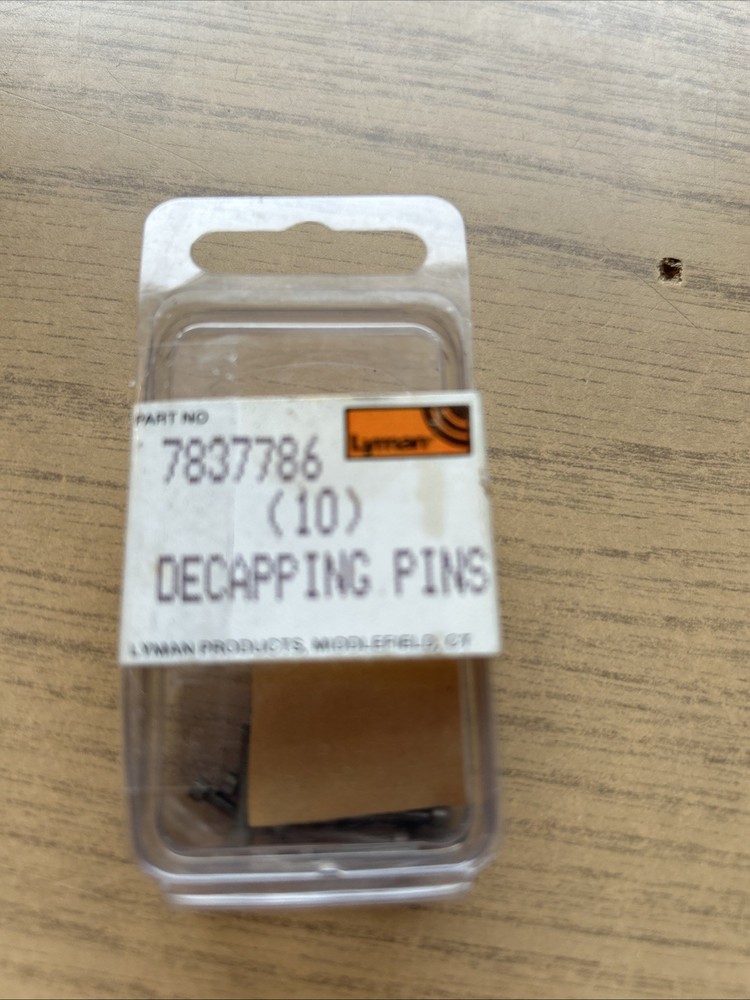 PART NO
Lyman
7837786
(10)
DECAPPING PINS
LYMAN PRODUCTS, MIDDLEFIELD, CT